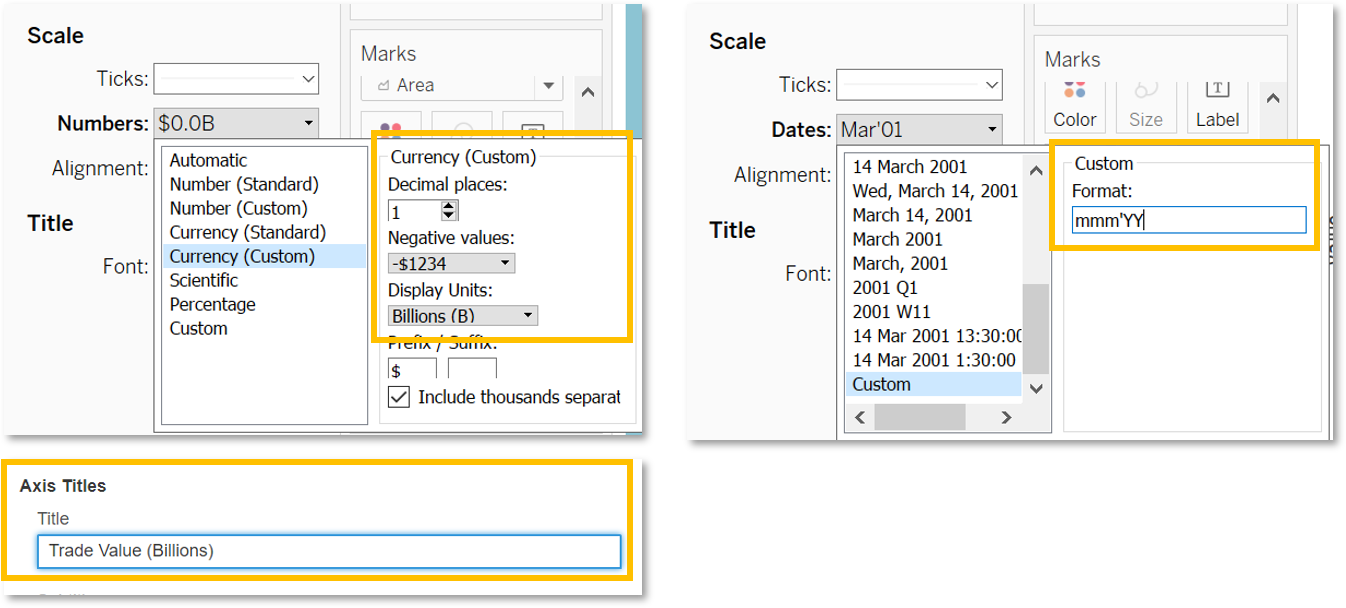 Scale
Ticks:
Numbers: $0.0B
Alignment:
Title
Font:
Marks
Area
Automatic
Number (Standard)
Number (Custom)
Currency (Standard)
Currency (Custom)
Scientific
Percentage
Custom
Currency (Custom)
Decimal places:
1
Negative values:
-$1234
Display Units:
Billions (B)
Prefix / Suffix:
$
Include thousands separat
Scale
Ticks:
Dates: Mar'01
Alignment:
Title
Font:
Marks
Color
Size
T
Label
14 March 2001
Wed, March 14, 2001
March 14, 2001
March 2001
March, 2001
2001 Q1
2001 W11
14 Mar 2001 13:30:00
14 Mar 2001 1:30:00
Custom
Custom
Format:
mmm'YY
Axis Titles
Title
Trade Value (Billions)